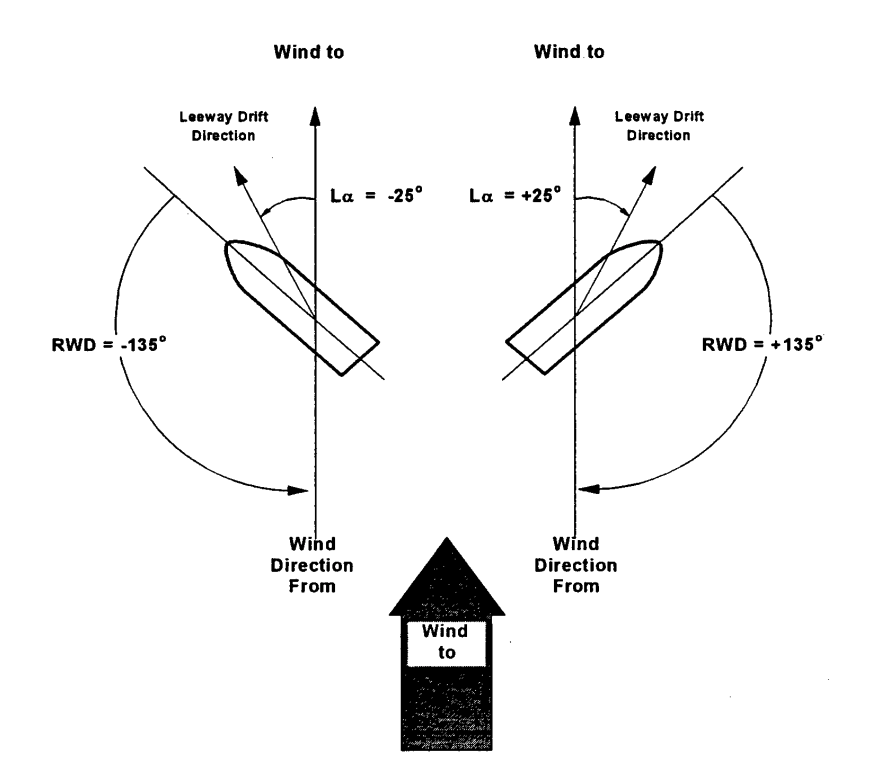 Wind to
Wind to
Leeway Drift
Direction
Leeway Drift
Direction
Lα = -25°
Lα = +25°
RWD = -135°
RWD = +135°
Wind
Direction
From
Wind
Direction
From
Wind
to